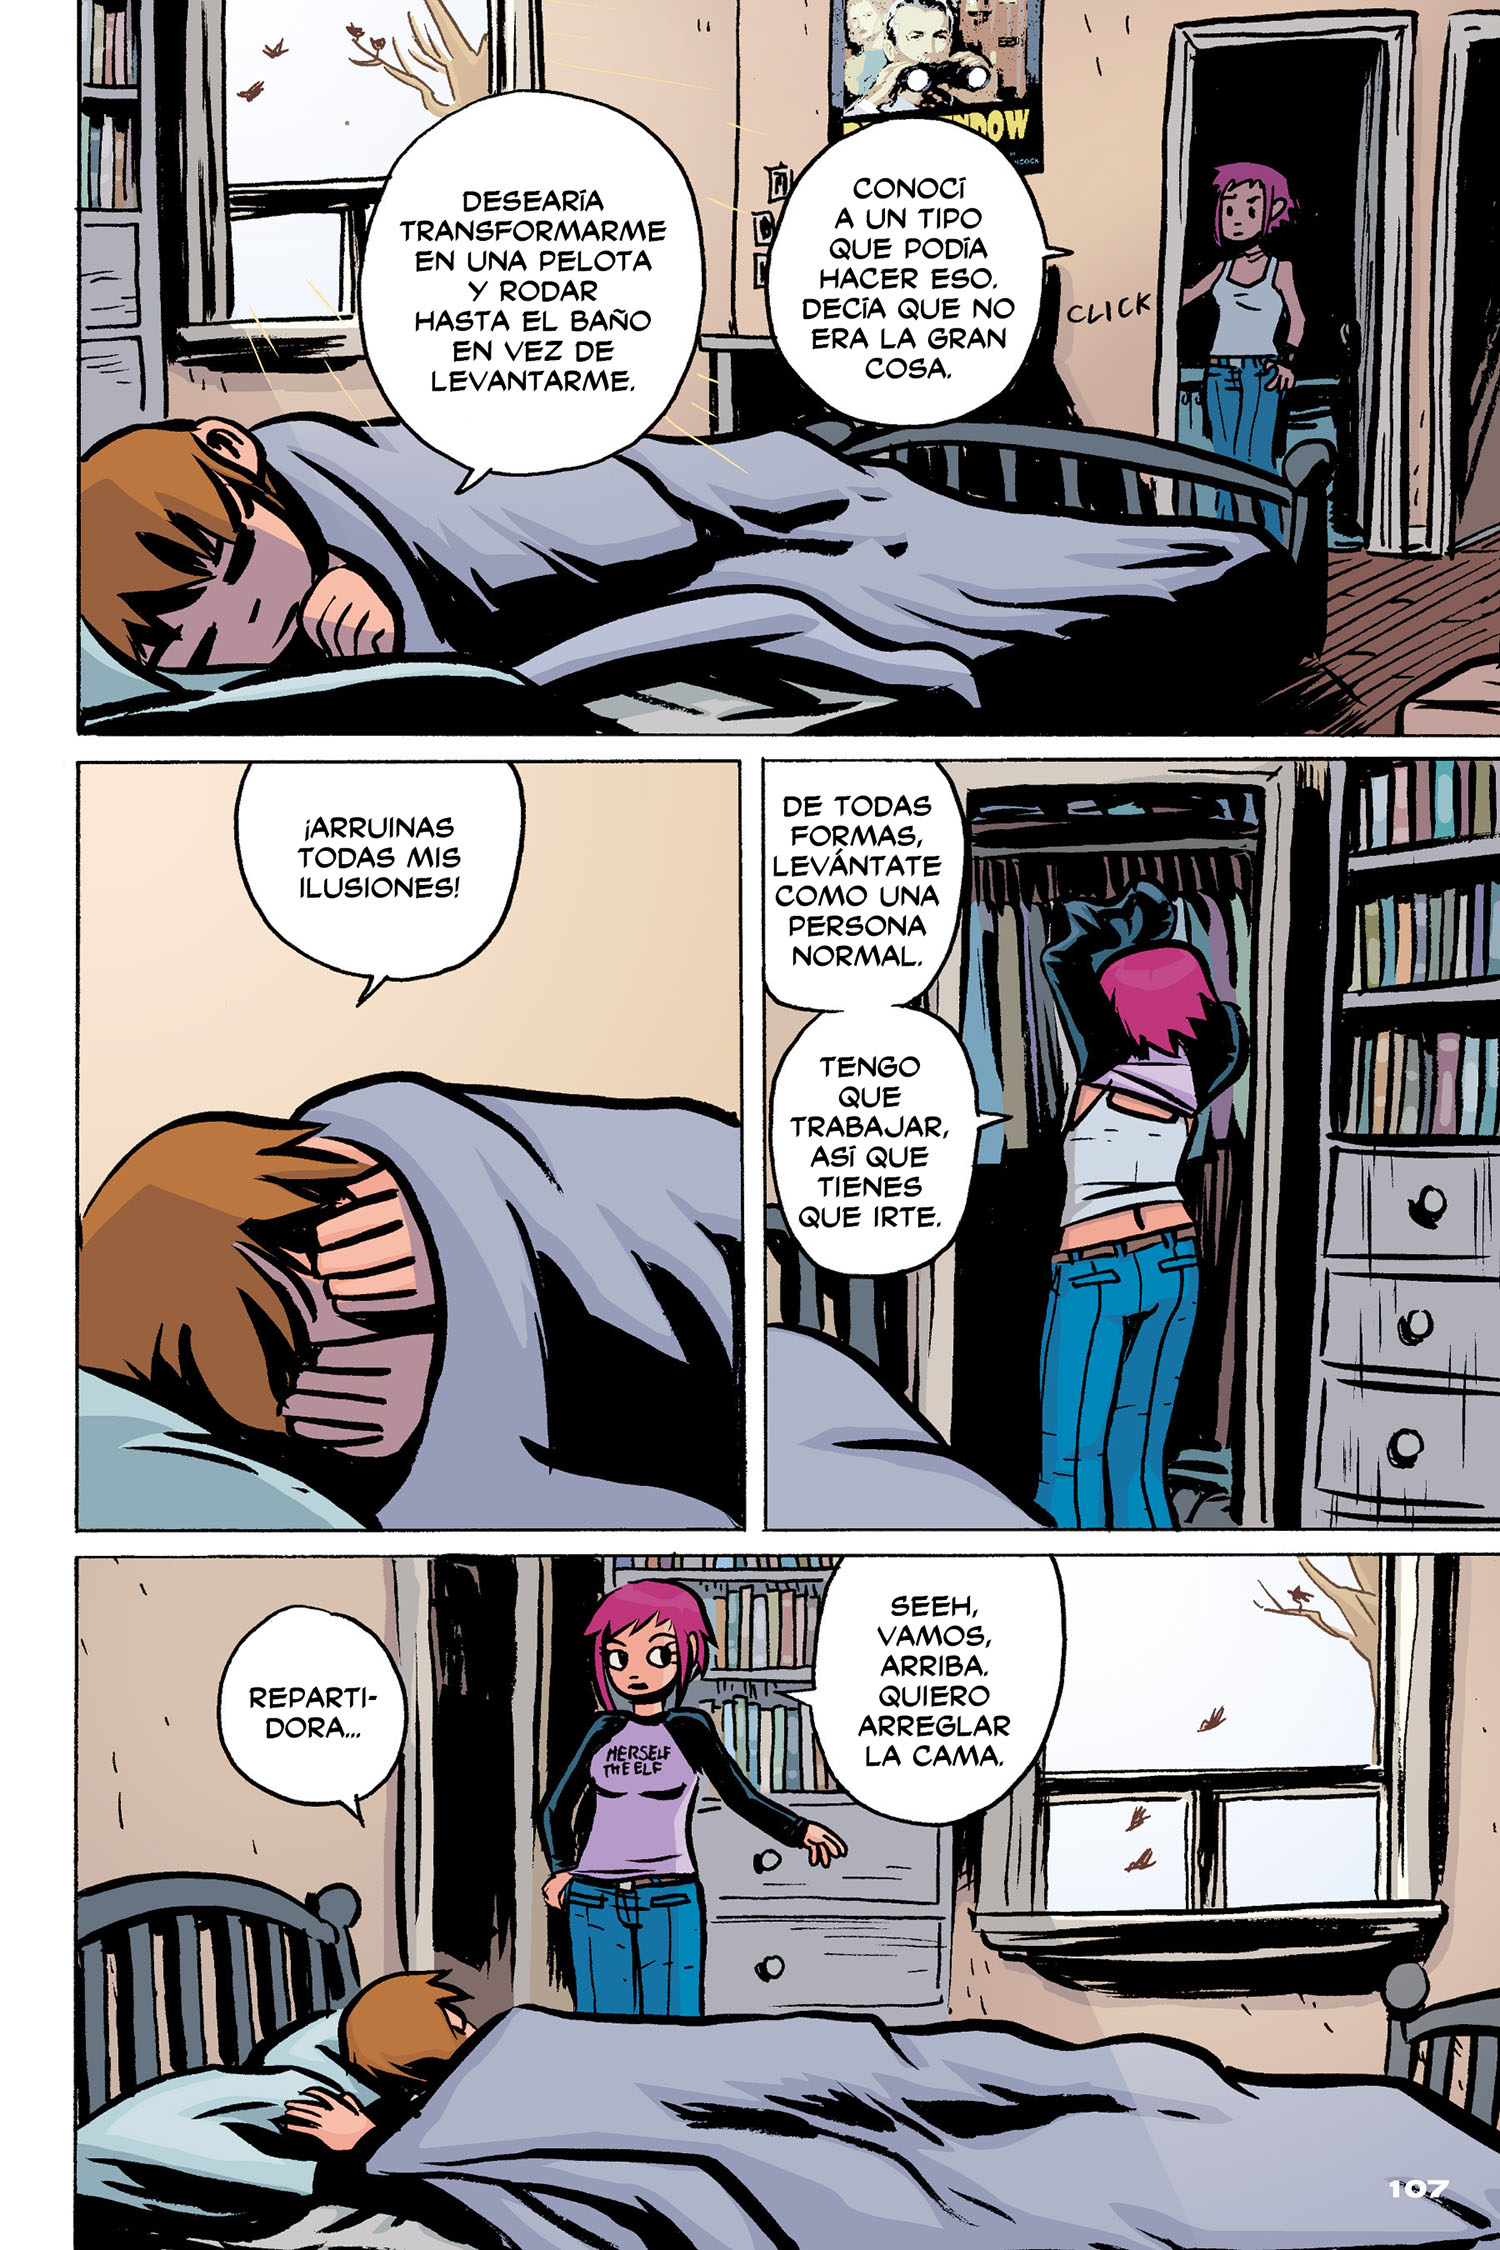 DESEARÍA
TRANSFORMARME
EN UNA PELOTA
Y RODAR
HASTA EL BAÑO
EN VEZ DE
LEVANTARME.
CONOCÍ
A UN TIPO
QUE PODÍA
HACER ESO.
DECÍA QUE NO
ERA LA GRAN
COSA.
CLICK
¡ARRUINAS
TODAS MIS
ILUSIONES!
DE TODAS
FORMAS,
LEVÁNTATE
COMO UNA
PERSONA
NORMAL.
TENGO
QUE
TRABAJAR,
ASÍ QUE
TIENES
QUE IRTE.
REPARTI-
DORA...
HERSELF
THE ELF
SEEH,
VAMOS,
ARRIBA.
QUIERO
ARREGLAR
LA CAMA.
107